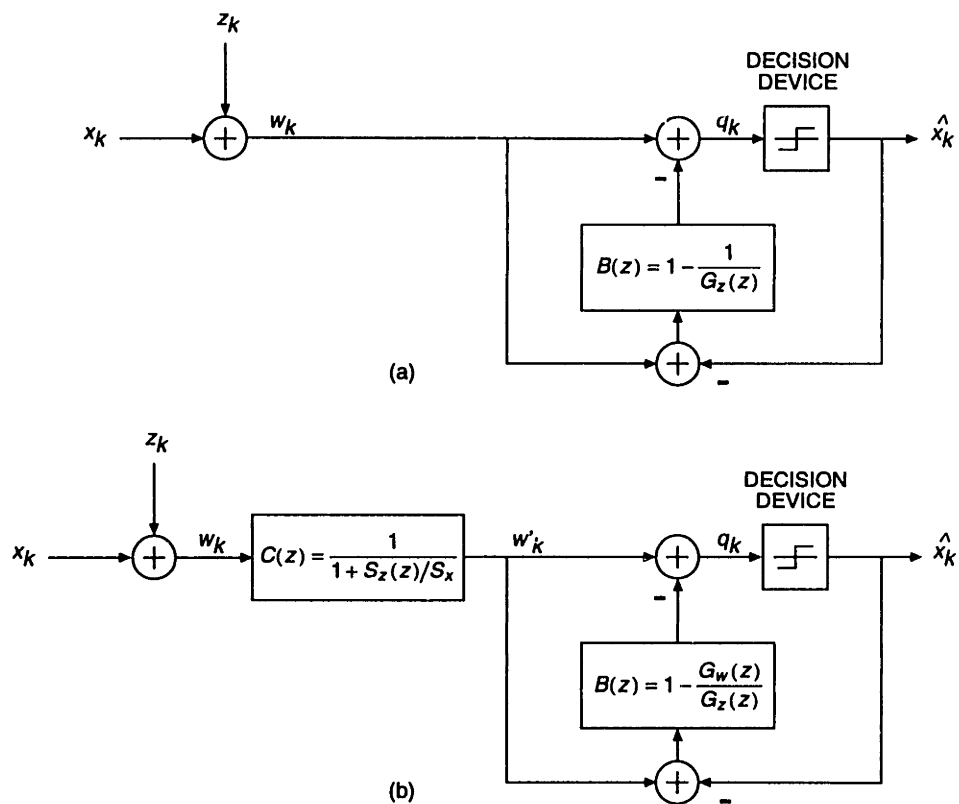 z_k
DECISION
DEVICE
x_k
+
w_k
+
q_k
x̂_k
−
B(z) = 1 − 1/G_z(z)
+
−
(a)
z_k
DECISION
DEVICE
x_k
+
w_k
C(z) = 1/(1 + S_z(z)/S_x)
w'_k
+
q_k
x̂_k
−
B(z) = 1 − G_w(z)/G_z(z)
+
−
(b)